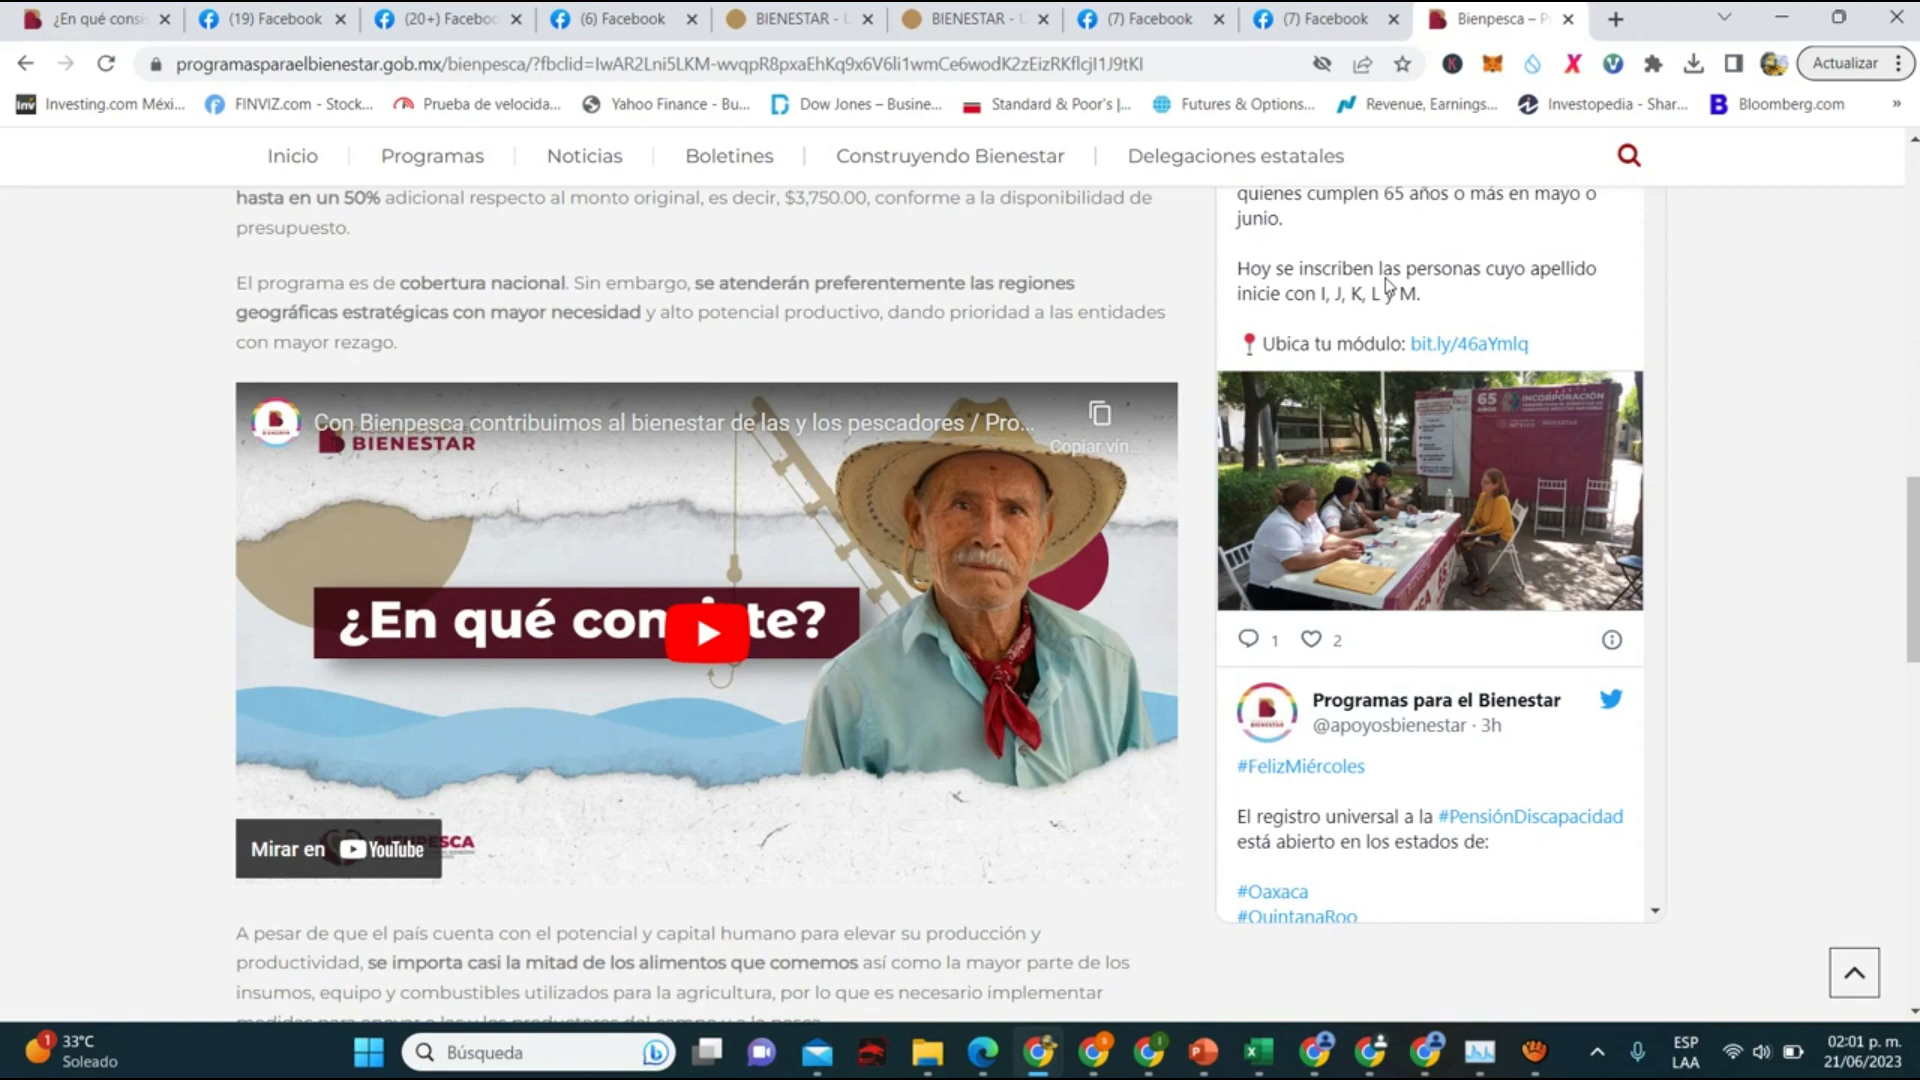 ¿En qué consi
(19) Facebook
(20+) Faceboo
(6) Facebook
BIENESTAR - U
BIENESTAR - U
(7) Facebook
(7) Facebook
Bienpesca – P
programasparaelbienestar.gob.mx/bienpesca/?fbclid=IwAR2Lni5LKM-wvqpR8pxaEhKq9x6V6li1wmCe6wodK2zEizRKflcjI1J9tKI
Actualizar
Investing.com Méxi...
FINVIZ.com - Stock...
Prueba de velocida...
Yahoo Finance - Bu...
Dow Jones – Busine...
Standard & Poor's |...
Futures & Options...
Revenue, Earnings...
Investopedia - Shar...
Bloomberg.com
»
Inicio
Programas
Noticias
Boletines
Construyendo Bienestar
Delegaciones estatales
hasta en un 50% adicional respecto al monto original, es decir, $3,750.00, conforme a la disponibilidad de
presupuesto.
El programa es de cobertura nacional. Sin embargo, se atenderán preferentemente las regiones
geográficas estratégicas con mayor necesidad y alto potencial productivo, dando prioridad a las entidades
con mayor rezago.
Con Bienpesca contribuimos al bienestar de las y los pescadores / Pro...
Copiar vín...
BIENESTAR
¿En qué con te?
Mirar en YouTube
A pesar de que el país cuenta con el potencial y capital humano para elevar su producción y
productividad, se importa casi la mitad de los alimentos que comemos así como la mayor parte de los
insumos, equipo y combustibles utilizados para la agricultura, por lo que es necesario implementar
quienes cumplen 65 años o más en mayo o
junio.
Hoy se inscriben las personas cuyo apellido
inicie con I, J, K, L y M.
Ubica tu módulo: bit.ly/46aYmlq
65
AÑOS
INCORPORACIÓN
1
2
Programas para el Bienestar
@apoyosbienestar · 3h
#FelizMiércoles
El registro universal a la #PensiónDiscapacidad
está abierto en los estados de:
#Oaxaca
#QuintanaRoo
1
33°C
Soleado
Búsqueda
ESP
LAA
02:01 p. m.
21/06/2023